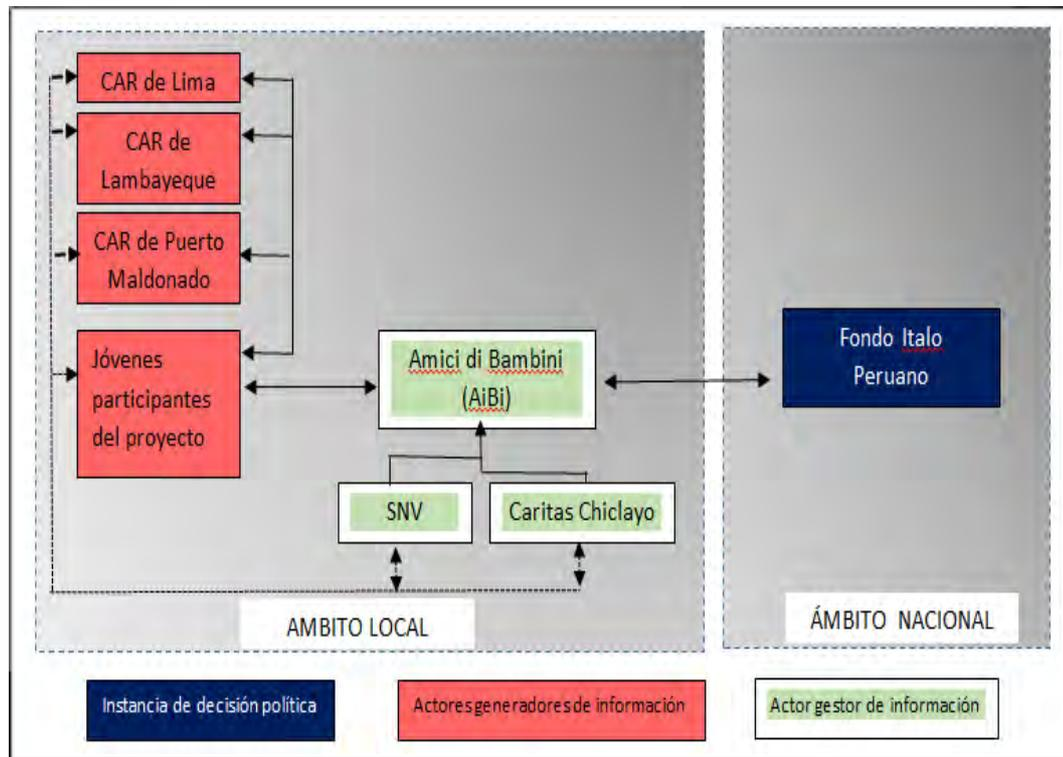 CAR de Lima
CAR de
Lambayeque
CAR de Puerto
Maldonado
Jóvenes
participantes
del proyecto
Amici di Bambini
(AiBi)
SNV
Caritas Chiclayo
AMBITO LOCAL
Fondo Italo
Peruano
ÁMBITO NACIONAL
Instancia de decisión política
Actores generadores de información
Actor gestor de información